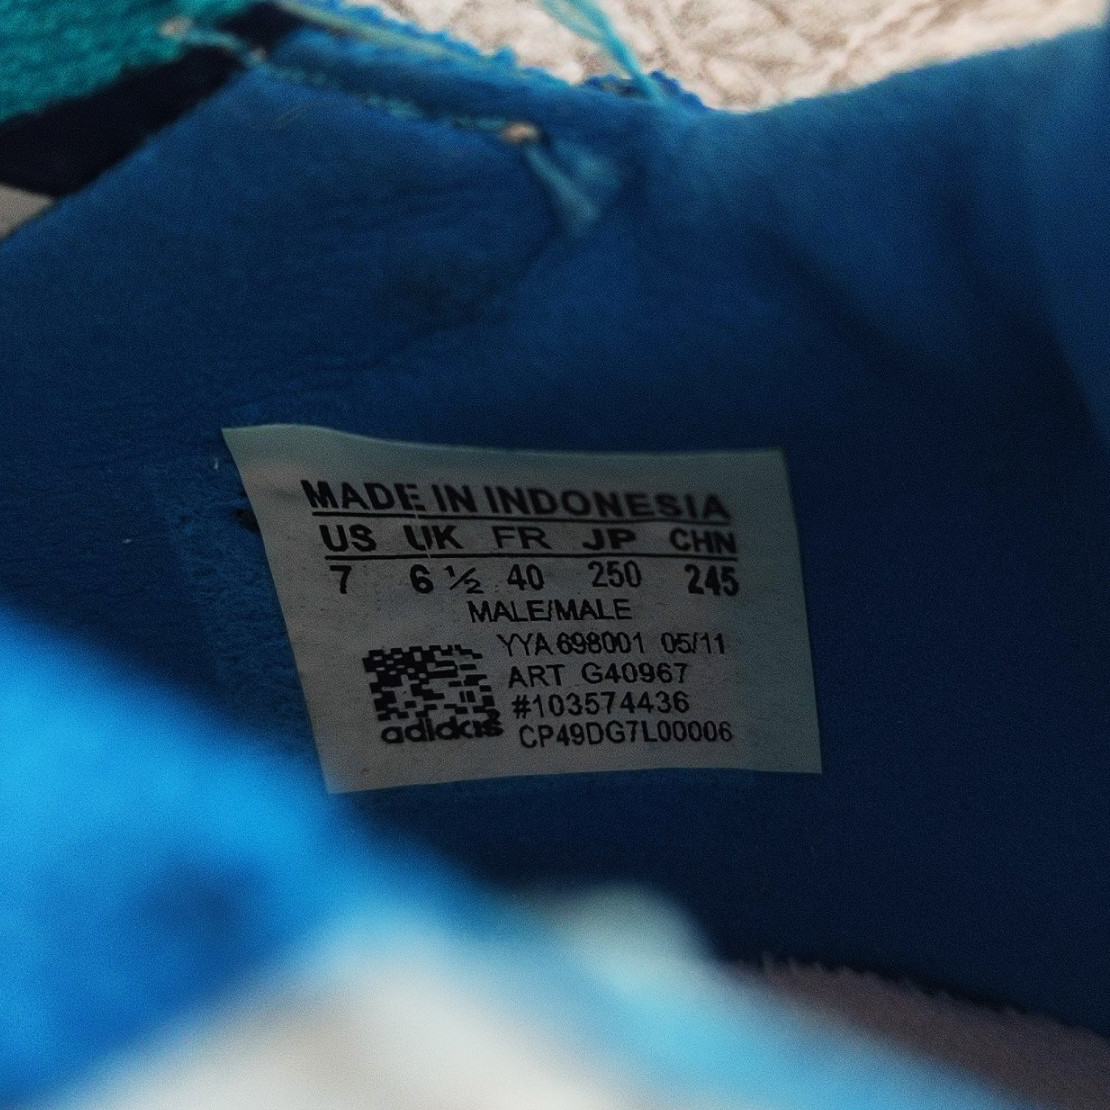 MADE IN INDONESIA
US UK FR JP CHN
7 6 ½ 40 250 245
MALE/MALE
YYA 698001 05/11
ART G40967
#103574436
adidas CP49DG7L00006